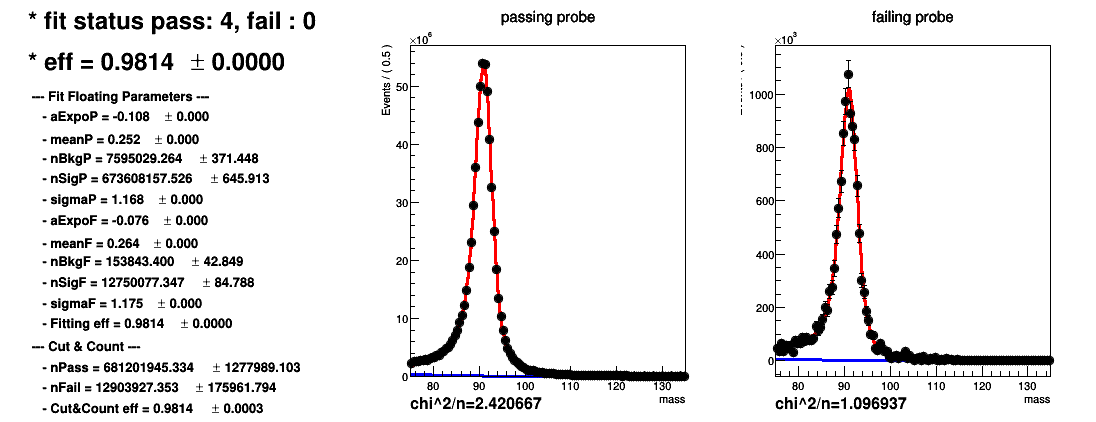 * fit status pass: 4, fail : 0
* eff = 0.9814 ± 0.0000
--- Fit Floating Parameters ---
- aExpoP = -0.108 ± 0.000
- meanP = 0.252 ± 0.000
- nBkgP = 7595029.264 ± 371.448
- nSigP = 673608157.526 ± 645.913
- sigmaP = 1.168 ± 0.000
- aExpoF = -0.076 ± 0.000
- meanF = 0.264 ± 0.000
- nBkgF = 153843.400 ± 42.849
- nSigF = 12750077.347 ± 84.788
- sigmaF = 1.175 ± 0.000
- Fitting eff = 0.9814 ± 0.0000
--- Cut & Count ---
- nPass = 681201945.334 ± 1277989.103
- nFail = 12903927.353 ± 175961.794
- Cut&Count eff = 0.9814 ± 0.0003
passing probe
×10⁶
Events / ( 0.5 )
50
40
30
20
10
0
80 90 100 110 120 130
mass
chi^2/n=2.420667
failing probe
×10³
1000
800
600
400
200
0
80 90 100 110 120 130
mass
chi^2/n=1.096937